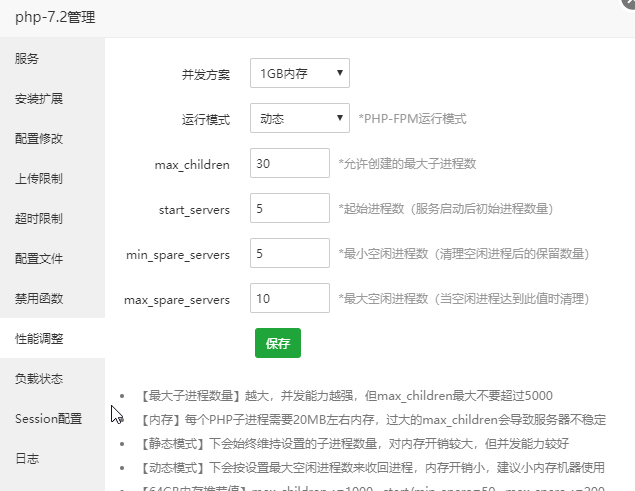 php-7.2管理
服务
安装扩展
配置修改
上传限制
超时限制
配置文件
禁用函数
性能调整
负载状态
Session配置
日志
并发方案 1GB内存
运行模式 动态 *PHP-FPM运行模式
max_children 30 *允许创建的最大子进程数
start_servers 5 *起始进程数（服务启动后初始进程数量）
min_spare_servers 5 *最小空闲进程数（清理空闲进程后的保留数量）
max_spare_servers 10 *最大空闲进程数（当空闲进程达到此值时清理）
保存
【最大子进程数量】越大，并发能力越强，但max_children最大不要超过5000
【内存】每个PHP子进程需要20MB左右内存，过大的max_children会导致服务器不稳定
【静态模式】下会始终维持设置的子进程数量，对内存开销较大，但并发能力较好
【动态模式】下会按设置最大空闲进程数来收回进程，内存开销小，建议小内存机器使用